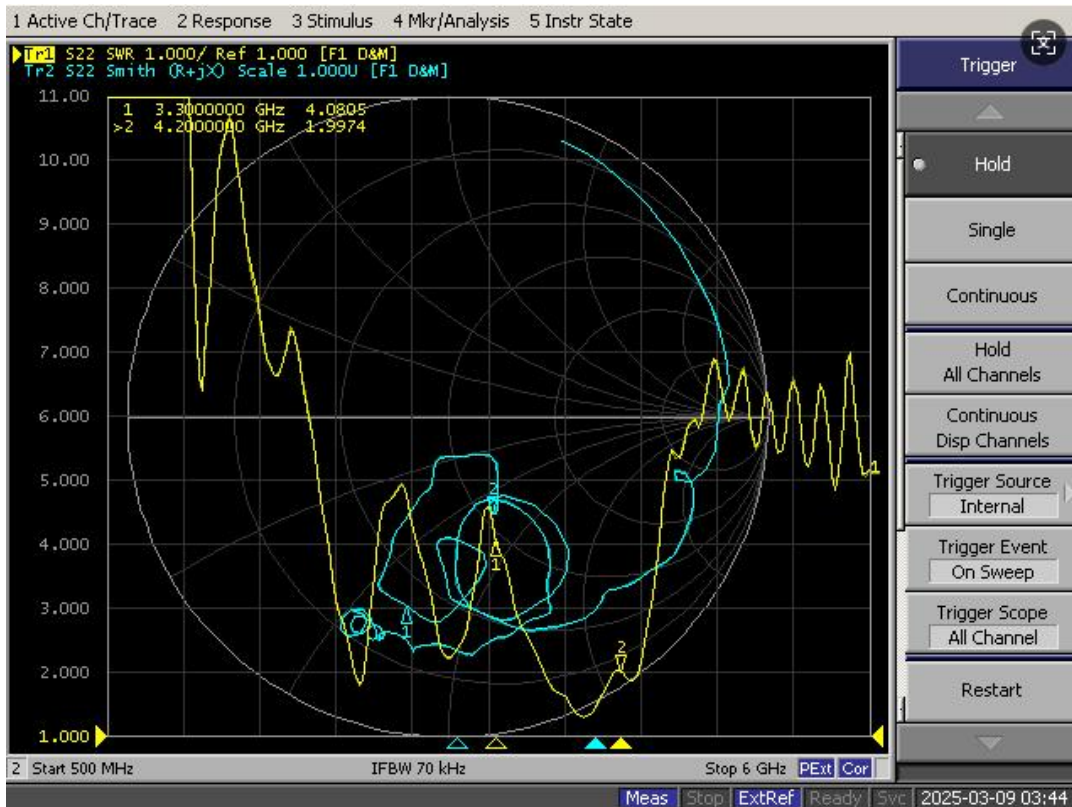 1 Active Ch/Trace 2 Response 3 Stimulus 4 Mkr/Analysis 5 Instr State
Tr1 S22 SWR 1.000/ Ref 1.000 [F1 D&M]
Tr2 S22 Smith (R+jX) Scale 1.000U [F1 D&M]
1 3.3000000 GHz 4.0805
>2 4.2000000 GHz 1.9974
11.00
10.00
9.000
8.000
7.000
6.000
5.000
4.000
3.000
2.000
1.000
2
1
1
2
1
Trigger
Hold
Single
Continuous
Hold
All Channels
Continuous
Disp Channels
Trigger Source
Internal
Trigger Event
On Sweep
Trigger Scope
All Channel
Restart
2 Start 500 MHz IFBW 70 kHz Stop 6 GHz PExt Cor
Meas Stop ExtRef Ready Svc 2025-03-09 03:44